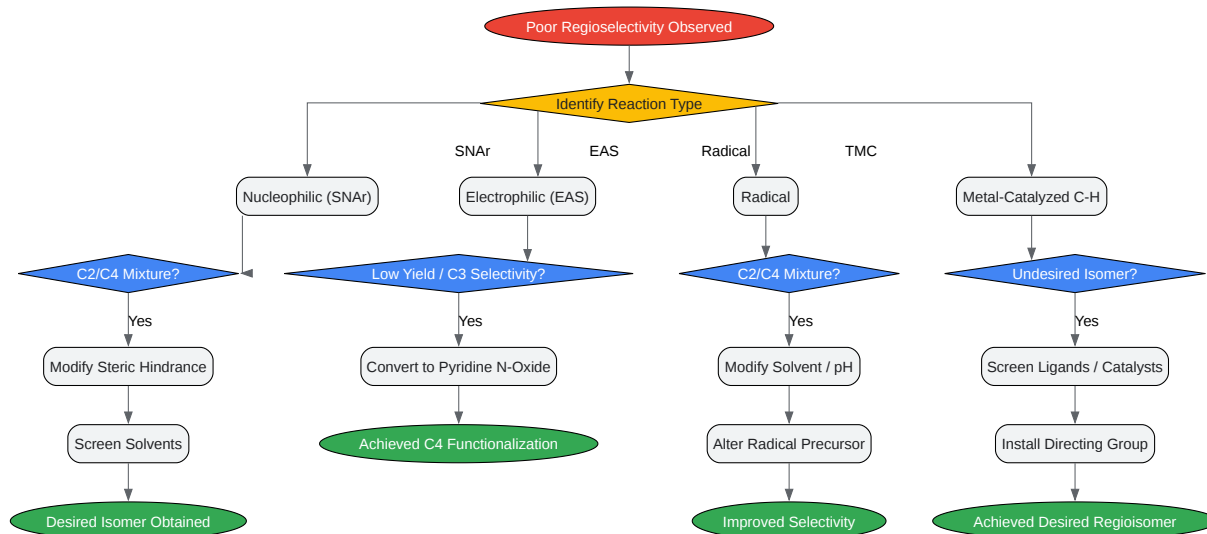 Poor Regioselectivity Observed
Identify Reaction Type
SNAr
EAS
Radical
TMC
Nucleophilic (SNAr)
Electrophilic (EAS)
Radical
Metal-Catalyzed C-H
C2/C4 Mixture?
Low Yield / C3 Selectivity?
C2/C4 Mixture?
Undesired Isomer?
Yes
Yes
Yes
Yes
Modify Steric Hindrance
Convert to Pyridine N-Oxide
Modify Solvent / pH
Screen Ligands / Catalysts
Screen Solvents
Achieved C4 Functionalization
Alter Radical Precursor
Install Directing Group
Desired Isomer Obtained
Improved Selectivity
Achieved Desired Regioisomer